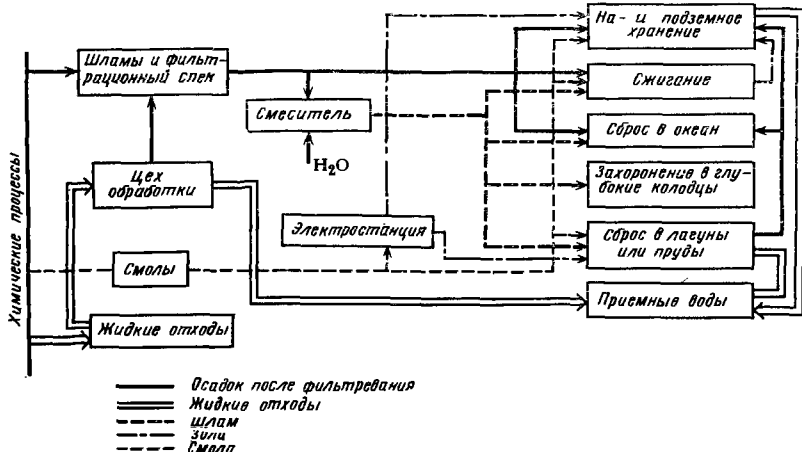 Химические процессы
Шламы и фильт-
рационный спек
Смеситель
H₂O
Цех
обработки
Электростанция
Смолы
Жидкие отходы
На- и подземное
хранение
Сжигание
Сброс в океан
Захоронение в глу-
бокие колодцы
Сброс в лагуны
или пруды
Приемные воды
Осадок после фильтревания
Жидкие отходы
Шлам
Зола
Смола